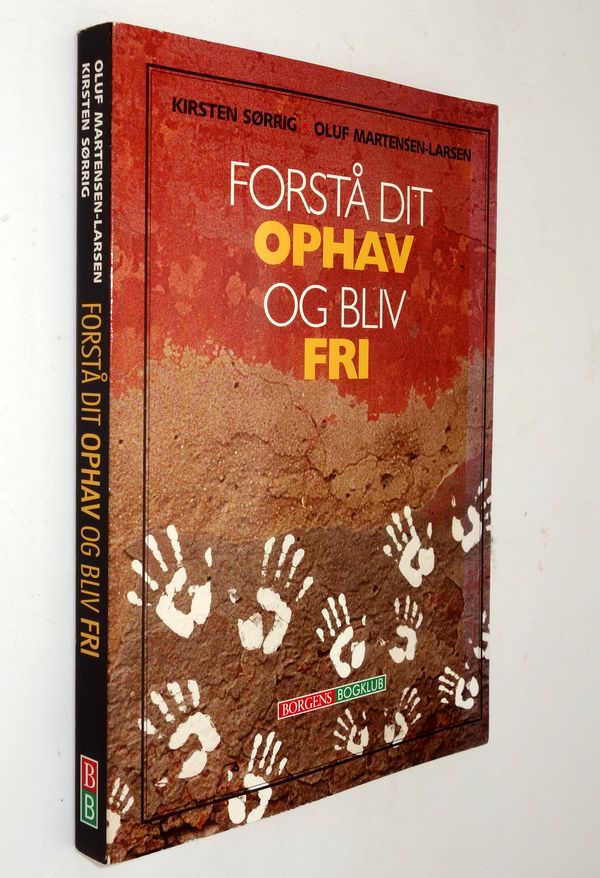 KIRSTEN SØRRIG OLUF MARTENSEN-LARSEN
FORSTÅ DIT
OPHAV
OG BLIV
FRI
BORGENS BOGKLUB
OLUF MARTENSEN-LARSEN
KIRSTEN SØRRIG
FORSTÅ DIT OPHAV OG BLIV FRI
B
B